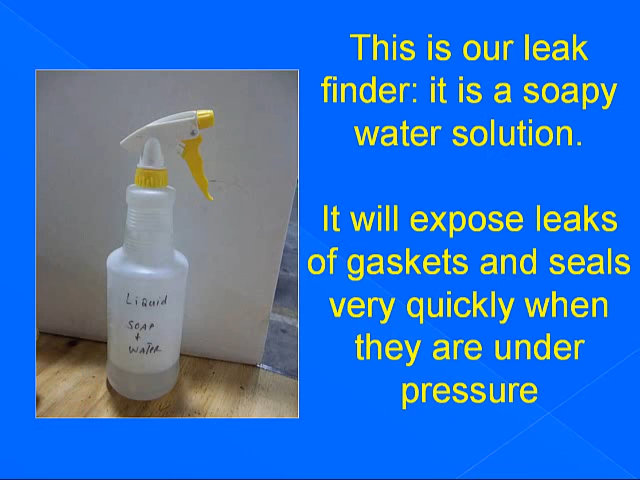 This is our leak
finder: it is a soapy
water solution.
It will expose leaks
of gaskets and seals
very quickly when
they are under
pressure
Liquid
SOAP
+
WATER